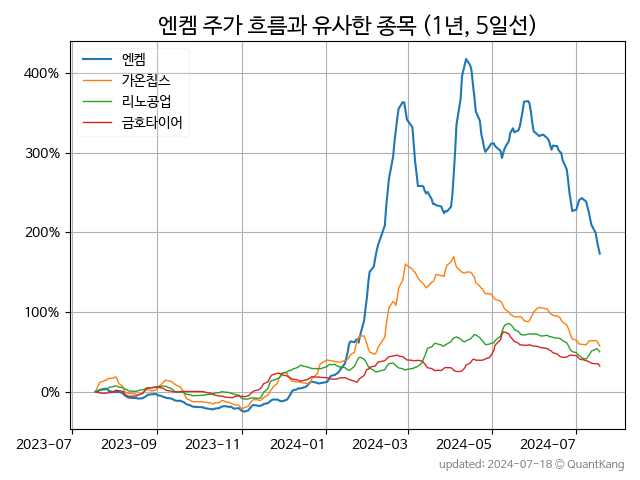 엔켐 주가 흐름과 유사한 종목 (1년, 5일선)
엔켐
가온칩스
리노공업
금호타이어
400%
300%
200%
100%
0%
2023-07 2023-09 2023-11 2024-01 2024-03 2024-05 2024-07
updated: 2024-07-18 © QuantKang